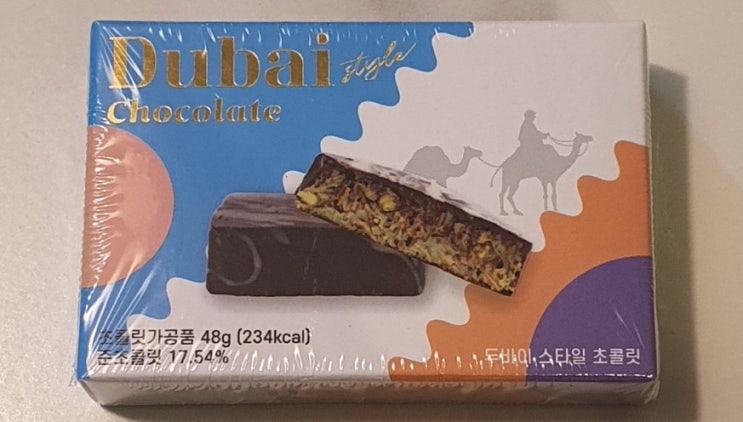 Dubai style
Chocolate
초콜릿가공품 48g (234kcal)
준초콜릿 17.54%
두바이 스타일 초콜릿